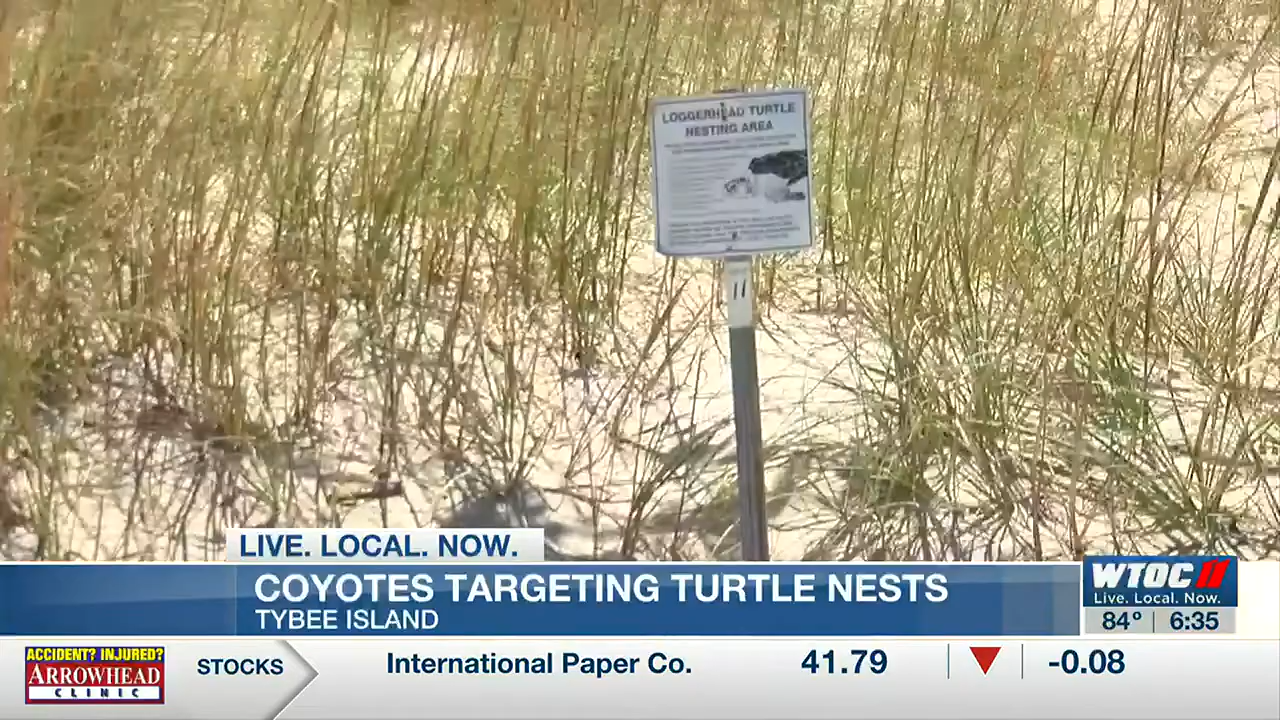 LOGGERHEAD TURTLE
NESTING AREA
11
LIVE. LOCAL. NOW.
COYOTES TARGETING TURTLE NESTS
TYBEE ISLAND
WTOC 11
Live. Local. Now.
84° 6:35
ACCIDENT? INJURED?
ARROWHEAD
CLINIC
STOCKS
International Paper Co. 41.79 -0.08